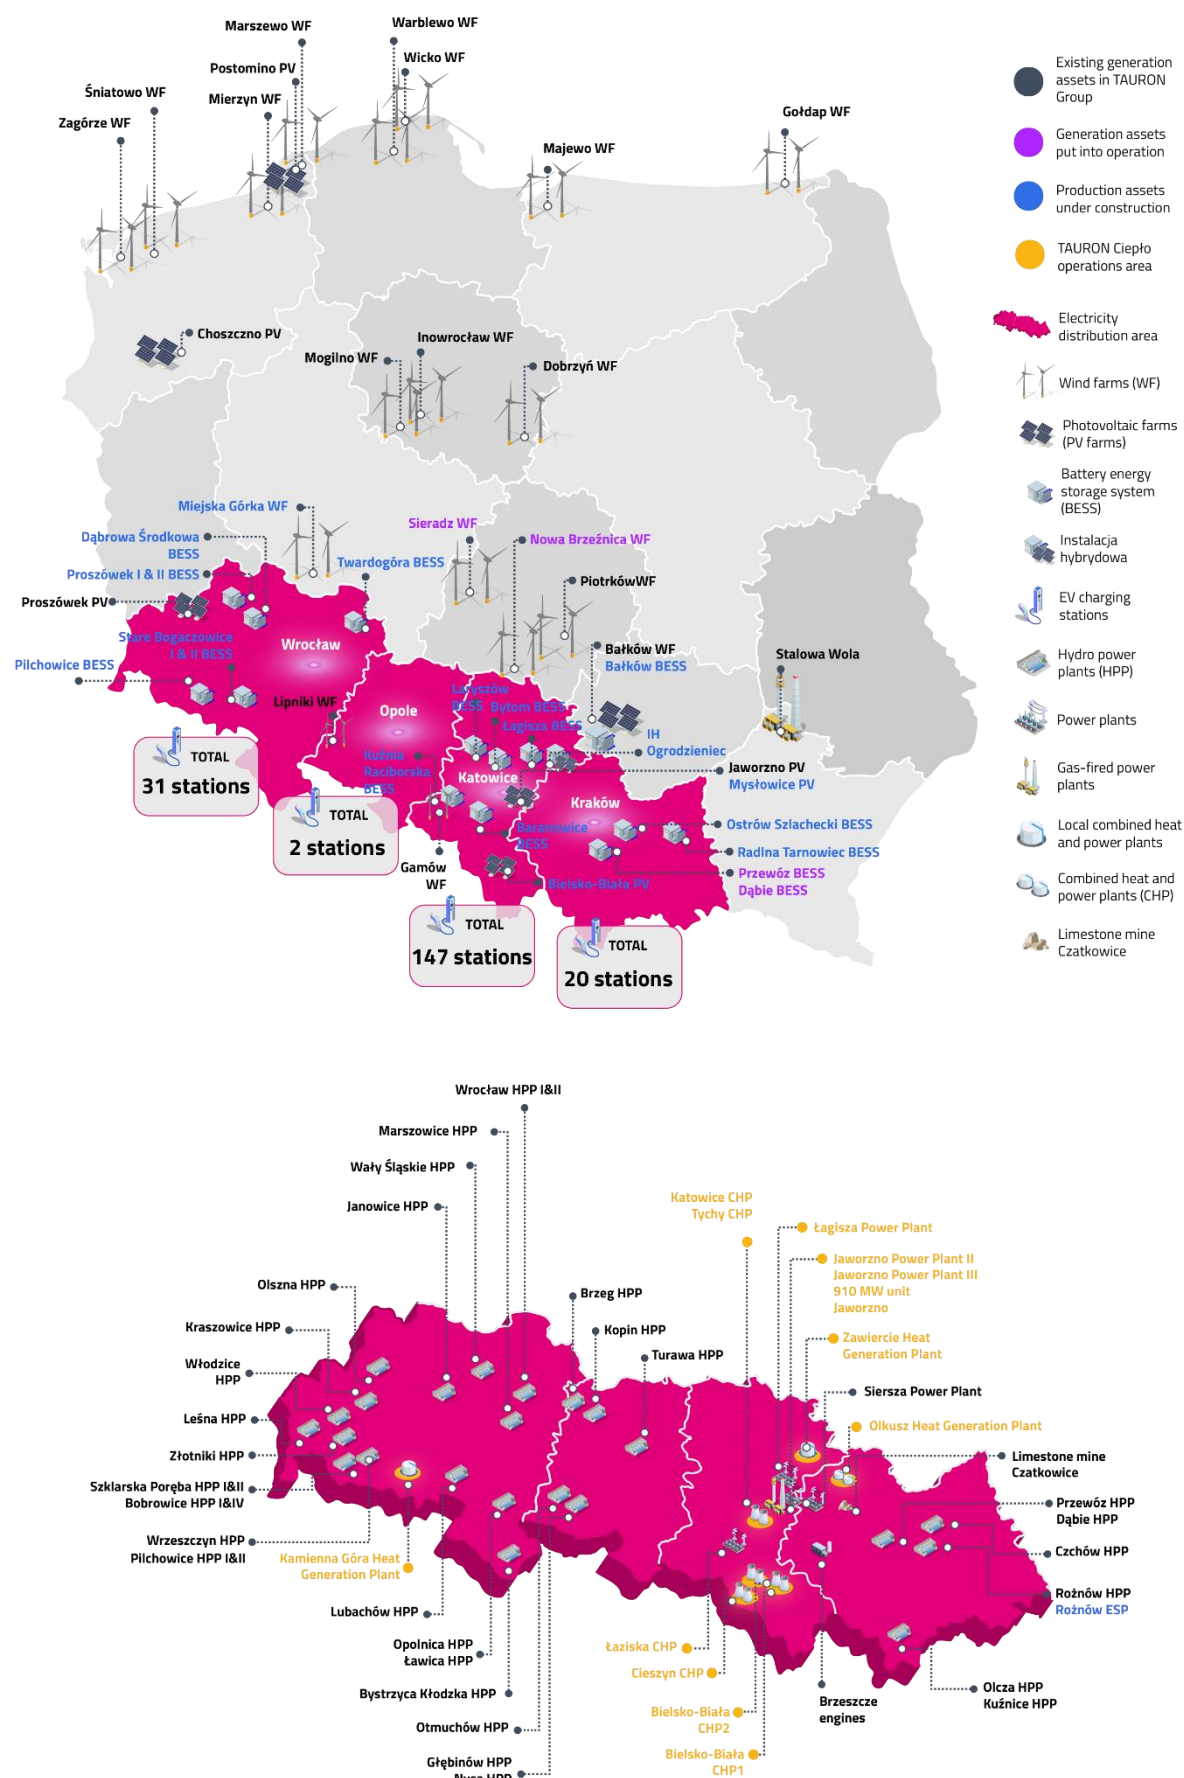 Marszewo WF
Warblewo WF
Postomino PV
Wicko WF
Śniatowo WF
Mierzyn WF
Zagórze WF
Gołdap WF
Majewo WF
Choszczno PV
Inowrocław WF
Mogilno WF
Dobrzyń WF
Miejska Górka WF
Sieradz WF
Dąbrowa Środkowa
BESS
Nowa Brzeźnica WF
Proszówek I & II BESS
Twardogóra BESS
PiotrkówWF
Proszówek PV
Stare Bogaczowice
I & II BESS
Wrocław
Bałków WF
Bałków BESS
Stalowa Wola
Pilchowice BESS
Lipniki WF
Opole
Łaryszów
BESS
Bytom BESS
Łagisza BESS
IH
Ogrodzieniec
Kuźnia
Raciborska
BESS
Katowice
Jaworzno PV
Mysłowice PV
Kraków
Ostrów Szlachecki BESS
Baranowice
BESS
Radlna Tarnowiec BESS
Gamów
WF
Bielsko-Biała PV
Przewóz BESS
Dąbie BESS
TOTAL
31 stations
TOTAL
2 stations
TOTAL
147 stations
TOTAL
20 stations
Existing generation
assets in TAURON
Group
Generation assets
put into operation
Production assets
under construction
TAURON Ciepło
operations area
Electricity
distribution area
Wind farms (WF)
Photovoltaic farms
(PV farms)
Battery energy
storage system
(BESS)
Instalacja
hybrydowa
EV charging
stations
Hydro power
plants (HPP)
Power plants
Gas-fired power
plants
Local combined heat
and power plants
Combined heat and
power plants (CHP)
Limestone mine
Czatkowice
Wrocław HPP I&II
Marszowice HPP
Wały Śląskie HPP
Janowice HPP
Katowice CHP
Tychy CHP
Łagisza Power Plant
Jaworzno Power Plant II
Jaworzno Power Plant III
910 MW unit
Jaworzno
Olszna HPP
Brzeg HPP
Kraszowice HPP
Kopin HPP
Zawiercie Heat
Generation Plant
Turawa HPP
Włodzice
HPP
Siersza Power Plant
Leśna HPP
Olkusz Heat Generation Plant
Złotniki HPP
Limestone mine
Czatkowice
Szklarska Poręba HPP I&II
Bobrowice HPP I&IV
Przewóz HPP
Dąbie HPP
Wrzeszczyn HPP
Pilchowice HPP I&II
Czchów HPP
Kamienna Góra Heat
Generation Plant
Rożnów HPP
Rożnów ESP
Lubachów HPP
Opolnica HPP
Ławica HPP
Łaziska CHP
Cieszyn CHP
Bystrzyca Kłodzka HPP
Brzeszcze
engines
Olcza HPP
Kuźnice HPP
Otmuchów HPP
Bielsko-Biała
CHP2
Głębinów HPP
Nysa HPP
Bielsko-Biała
CHP1